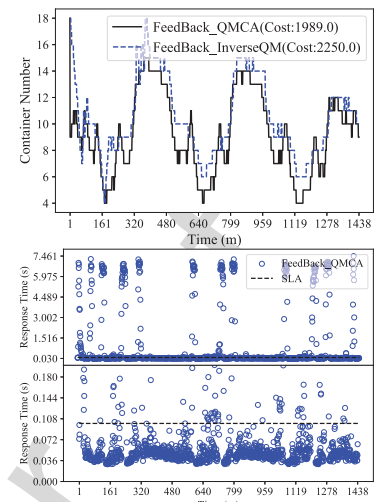 FeedBack_QMCA(Cost:1989.0)
FeedBack_InverseQM(Cost:2250.0)
Container Number
18
16
14
12
10
8
6
4
1 161 320 480 640 799 959 1119 1278 1438
Time (m)
Response Time (s)
7.461
5.975
4.489
3.002
1.516
0.030
FeedBack_QMCA
SLA
Response Time (s)
0.180
0.144
0.108
0.072
0.036
0.000
1 161 320 480 640 799 959 1119 1278 1438